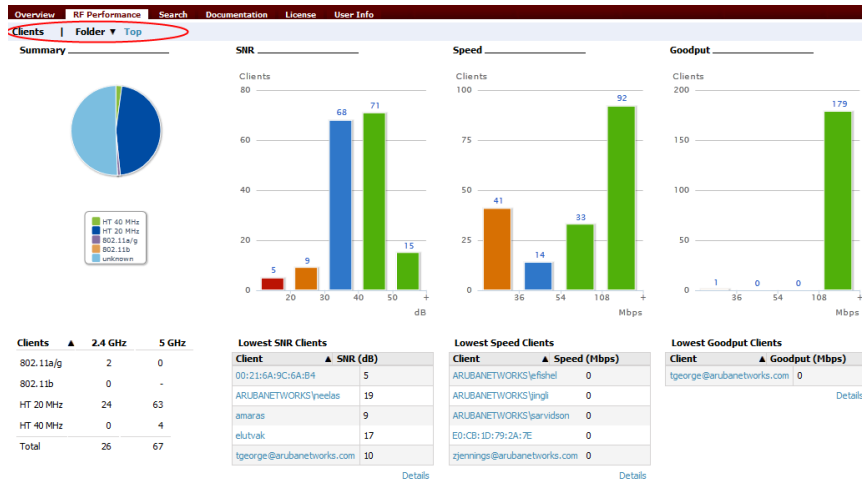 Overview RF Performance Search Documentation License User Info
Clients | Folder ▼ Top
Summary
HT 40 MHz
HT 20 MHz
802.11a/g
802.11b
unknown
SNR
Clients
80
60
40
20
0
5
9
68
71
15
20 30 40 50 +
dB
Speed
Clients
100
75
50
25
0
41
14
33
92
36 54 108 +
Mbps
Goodput
Clients
200
150
100
50
0
1
0
0
179
36 54 108 +
Mbps
Clients ▲ 2.4 GHz 5 GHz
802.11a/g 2 0
802.11b 0 -
HT 20 MHz 24 63
HT 40 MHz 0 4
Total 26 67
Lowest SNR Clients
Client ▲ SNR (dB)
00:21:6A:9C:6A:B4 5
ARUBANETWORKS\neelas 19
amaras 9
elutvak 17
tgeorge@arubanetworks.com 10
Details
Lowest Speed Clients
Client ▲ Speed (Mbps)
ARUBANETWORKS\efishel 0
ARUBANETWORKS\jingli 0
ARUBANETWORKS\sarvidson 0
E0:CB:1D:79:2A:7E 0
zjennings@arubanetworks.com 0
Details
Lowest Goodput Clients
Client ▲ Goodput (Mbps)
tgeorge@arubanetworks.com 0
Details